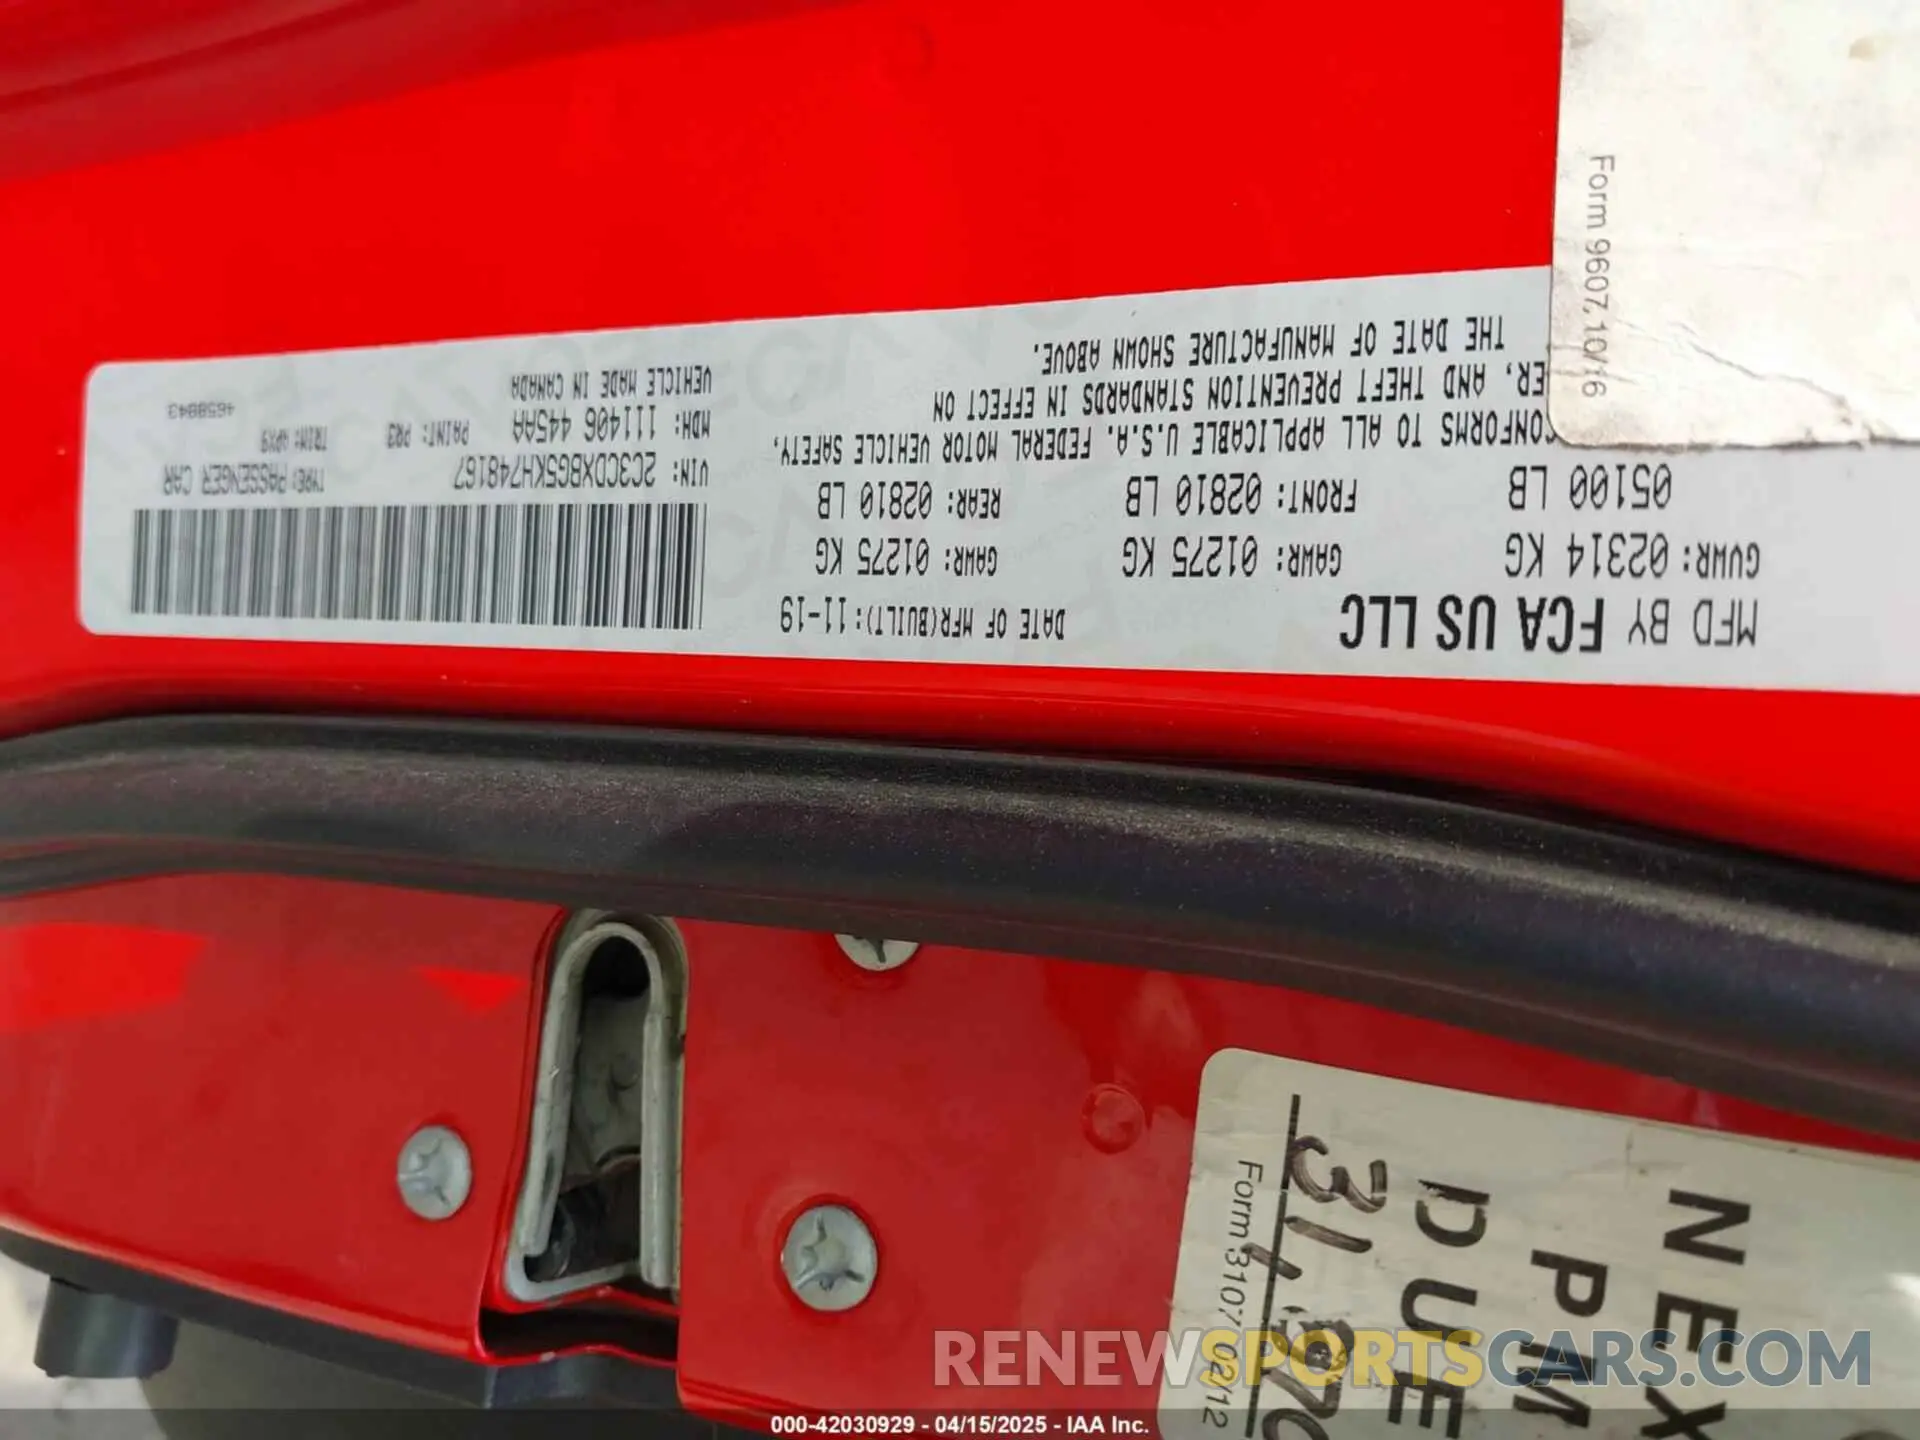 MFD BY FCA US LLC
DATE OF MFR(BUILT): 11-19
GVWR: 02314 KG
GAWR: 01275 KG
GAWR: 01275 KG
05100 LB
FRONT: 02810 LB
REAR: 02810 LB
CONFORMS TO ALL APPLICABLE U.S.A. FEDERAL MOTOR VEHICLE SAFETY,
ER, AND THEFT PREVENTION STANDARDS IN EFFECT ON
THE DATE OF MANUFACTURE SHOWN ABOVE.
VIN: 2C3CDXBG5KH748167
TYPE: PASSENGER CAR
MDH: 111406 445AA
PAINT: PR3
TRIM: APX9
VEHICLE MADE IN CANADA
4658843
Form 9607, 10/16
NEX
PM
DUE
Form 3107 02/12
RENEWSPORTSCARS.COM
000-42030929 - 04/15/2025 - IAA Inc.